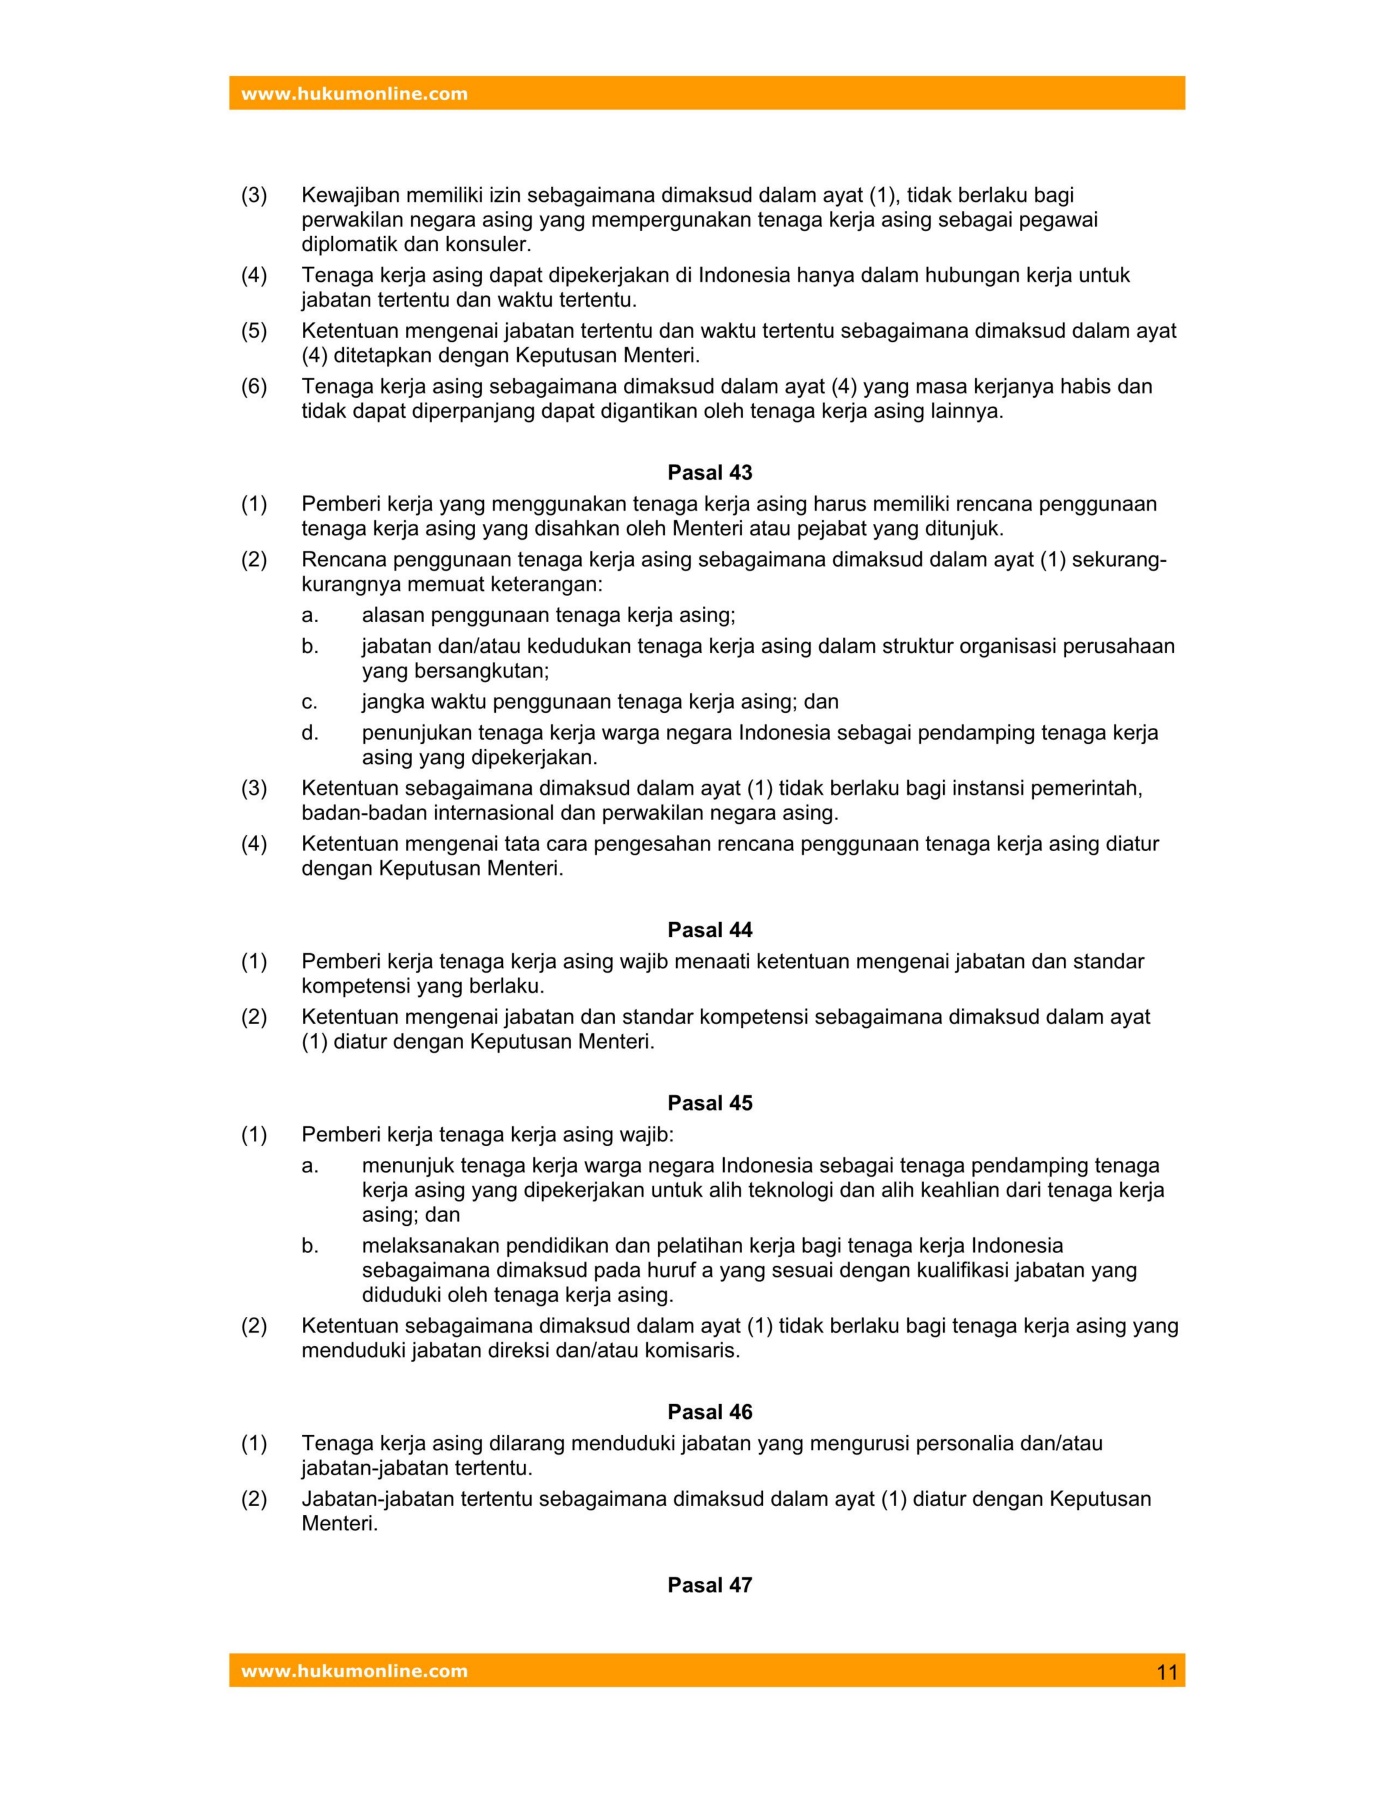 www.hukumonline.com
(3) Kewajiban memiliki izin sebagaimana dimaksud dalam ayat (1), tidak berlaku bagi
perwakilan negara asing yang mempergunakan tenaga kerja asing sebagai pegawai
diplomatik dan konsuler.
(4) Tenaga kerja asing dapat dipekerjakan di Indonesia hanya dalam hubungan kerja untuk
jabatan tertentu dan waktu tertentu.
(5) Ketentuan mengenai jabatan tertentu dan waktu tertentu sebagaimana dimaksud dalam ayat
(4) ditetapkan dengan Keputusan Menteri.
(6) Tenaga kerja asing sebagaimana dimaksud dalam ayat (4) yang masa kerjanya habis dan
tidak dapat diperpanjang dapat digantikan oleh tenaga kerja asing lainnya.
Pasal 43
(1) Pemberi kerja yang menggunakan tenaga kerja asing harus memiliki rencana penggunaan
tenaga kerja asing yang disahkan oleh Menteri atau pejabat yang ditunjuk.
(2) Rencana penggunaan tenaga kerja asing sebagaimana dimaksud dalam ayat (1) sekurang-
kurangnya memuat keterangan:
a. alasan penggunaan tenaga kerja asing;
b. jabatan dan/atau kedudukan tenaga kerja asing dalam struktur organisasi perusahaan
yang bersangkutan;
c. jangka waktu penggunaan tenaga kerja asing; dan
d. penunjukan tenaga kerja warga negara Indonesia sebagai pendamping tenaga kerja
asing yang dipekerjakan.
(3) Ketentuan sebagaimana dimaksud dalam ayat (1) tidak berlaku bagi instansi pemerintah,
badan-badan internasional dan perwakilan negara asing.
(4) Ketentuan mengenai tata cara pengesahan rencana penggunaan tenaga kerja asing diatur
dengan Keputusan Menteri.
Pasal 44
(1) Pemberi kerja tenaga kerja asing wajib menaati ketentuan mengenai jabatan dan standar
kompetensi yang berlaku.
(2) Ketentuan mengenai jabatan dan standar kompetensi sebagaimana dimaksud dalam ayat
(1) diatur dengan Keputusan Menteri.
Pasal 45
(1) Pemberi kerja tenaga kerja asing wajib:
a. menunjuk tenaga kerja warga negara Indonesia sebagai tenaga pendamping tenaga
kerja asing yang dipekerjakan untuk alih teknologi dan alih keahlian dari tenaga kerja
asing; dan
b. melaksanakan pendidikan dan pelatihan kerja bagi tenaga kerja Indonesia
sebagaimana dimaksud pada huruf a yang sesuai dengan kualifikasi jabatan yang
diduduki oleh tenaga kerja asing.
(2) Ketentuan sebagaimana dimaksud dalam ayat (1) tidak berlaku bagi tenaga kerja asing yang
menduduki jabatan direksi dan/atau komisaris.
Pasal 46
(1) Tenaga kerja asing dilarang menduduki jabatan yang mengurusi personalia dan/atau
jabatan-jabatan tertentu.
(2) Jabatan-jabatan tertentu sebagaimana dimaksud dalam ayat (1) diatur dengan Keputusan
Menteri.
Pasal 47
www.hukumonline.com 11